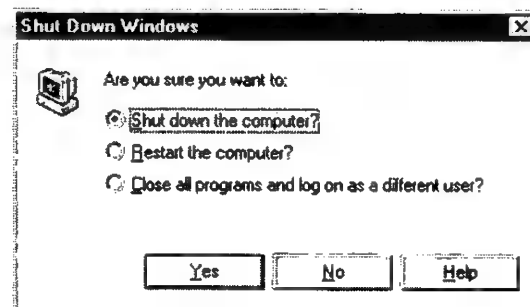 Shut Down Windows
Are you sure you want to:
Shut down the computer?
Restart the computer?
Close all programs and log on as a different user?
Yes No Help